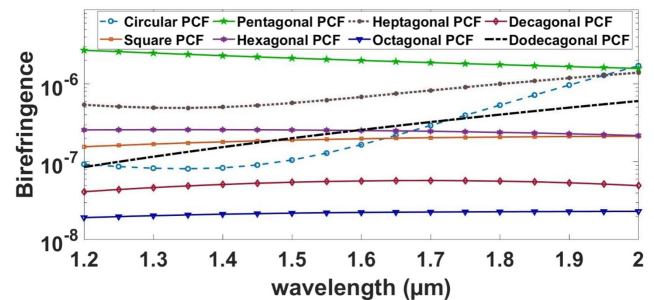 Circular PCF Pentagonal PCF Heptagonal PCF Decagonal PCF
Square PCF Hexagonal PCF Octagonal PCF Dodecagonal PCF
Birefringence
10-6
10-7
10-8
1.2 1.3 1.4 1.5 1.6 1.7 1.8 1.9 2
wavelength (μm)